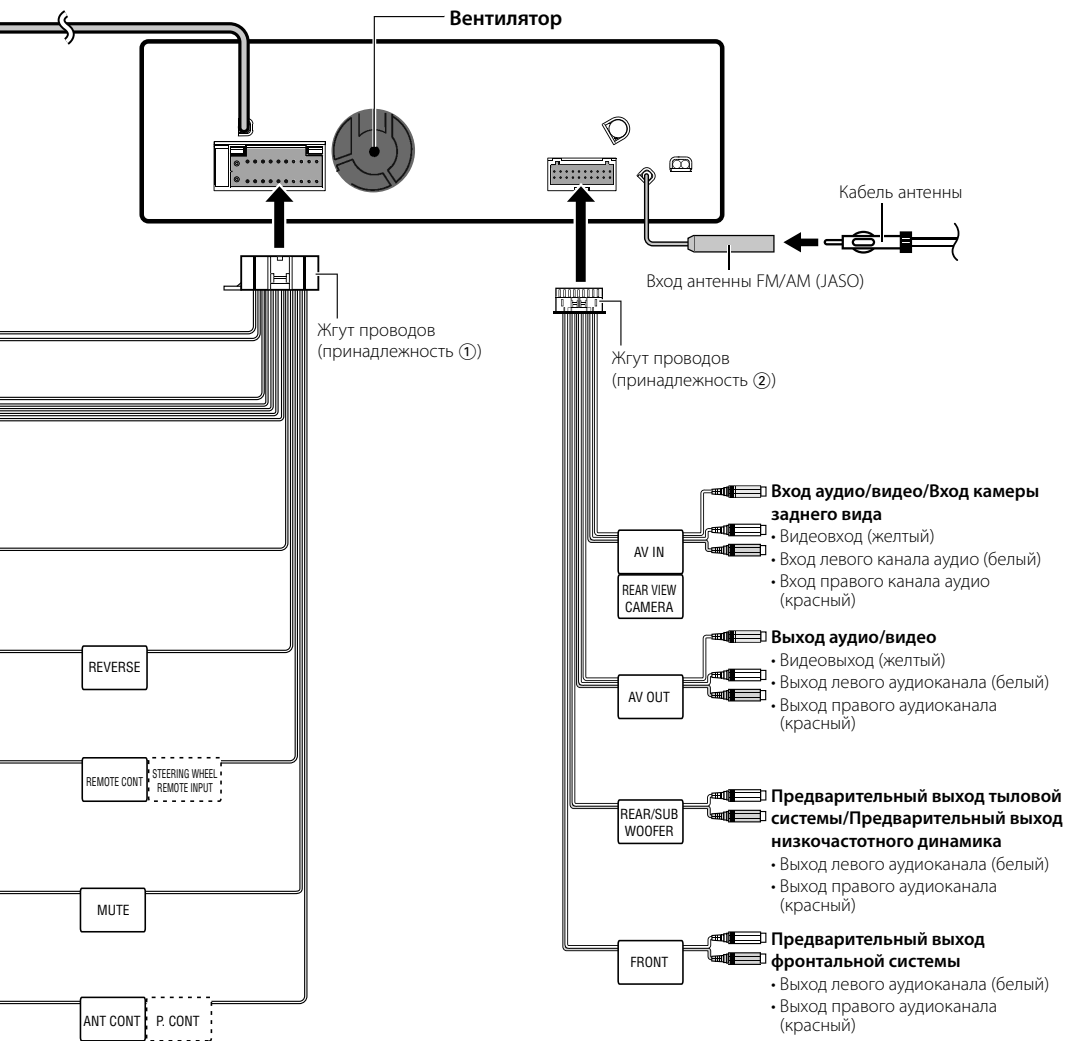 Вентилятор
Кабель антенны
Вход антенны FM/AM (JASO)
Жгут проводов
(принадлежность ①)
Жгут проводов
(принадлежность ②)
AV IN
REAR VIEW
CAMERA
Вход аудио/видео/Вход камеры
заднего вида
• Видеовход (желтый)
• Вход левого канала аудио (белый)
• Вход правого канала аудио
(красный)
REVERSE
AV OUT
Выход аудио/видео
• Видеовыход (желтый)
• Выход левого аудиоканала (белый)
• Выход правого аудиоканала
(красный)
REMOTE CONT
STEERING WHEEL
REMOTE INPUT
REAR/SUB
WOOFER
Предварительный выход тыловой
системы/Предварительный выход
низкочастотного динамика
• Выход левого аудиоканала (белый)
• Выход правого аудиоканала
(красный)
MUTE
FRONT
Предварительный выход
фронтальной системы
• Выход левого аудиоканала (белый)
• Выход правого аудиоканала
(красный)
ANT CONT
P. CONT